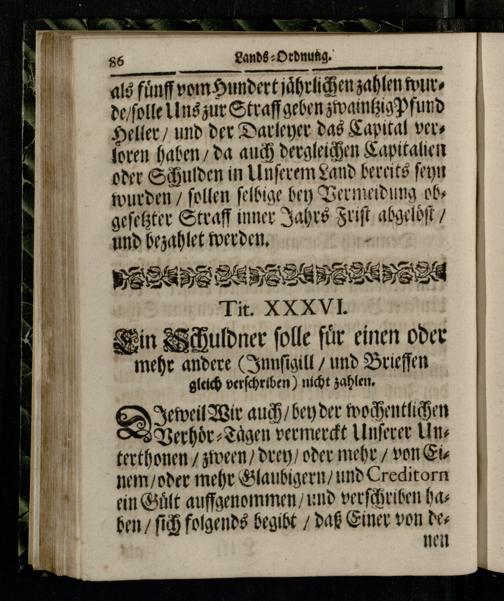 86 Lands-Ordnung.
als fünff vom Hundert jährlichen zahlen wur-
de/solle Uns zur Straff geben zwaintzig Pfund
Heller / und der Darleyer das Capital ver-
loren haben / da auch dergleichen Capitalien
oder Schulden in Unserem Land bereits seyn
wurden / sollen selbige bey Vermeidung ob-
gesetzter Straff inner Jahrs Frist abgelöst /
und bezahlet werden.
Tit. XXXVI.
Ein Schuldner solle für einen oder
mehr andere (Innsigill / und Brieffen
gleich verschriben) nicht zahlen.
DIeweil Wir auch / bey der wochentlichen
Verhör-Tägen vermerckt Unserer Un-
terthonen / zween / drey / oder mehr / von Ei-
nem / oder mehr Glaubigern / und Creditorn
ein Gült auffgenommen / und verschriben ha-
ben / sich folgends begibt / daß Einer von de-
nen